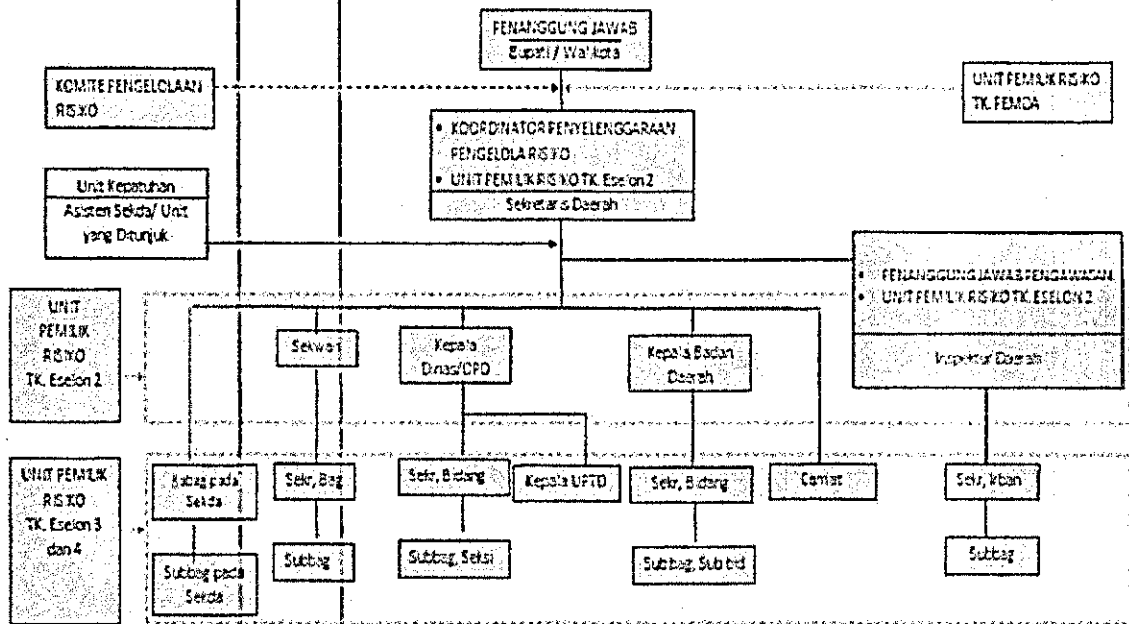 PENANGGUNG JAWAB
Bupati / Walikota
KOMITE PENGELOLAAN
RISIKO
UNIT PEMILIK RISIKO
TK. PEMDA
• KOORDINATOR PENYELENGGARAAN
PENGELOLA RISIKO
• UNIT PEMILIK RISIKO TK. Eselon 2
Sekretaris Daerah
Unit Kepatuhan
Asisten Sekda/ Unit
yang Ditunjuk
• PENANGGUNG JAWAB PENGAWASAN
• UNIT PEMILIK RISIKO TK. ESELON 2
Inspektur Daerah
UNIT
PEMILIK
RISIKO
TK. Eselon 2
Sekwan
Kepala
Dinas/OPD
Kepala Badan
Daerah
UNIT PEMILIK
RISIKO
TK. Eselon 3
dan 4
Kabag pada
Sekda
Sekr, Bag
Sekr, Bidang
Kepala UPTD
Sekr, Bidang
Camat
Sekr, Irban
Subbag pada
Sekda
Subbag
Subbag, Seksi
Subbag, Subbid
Subbag